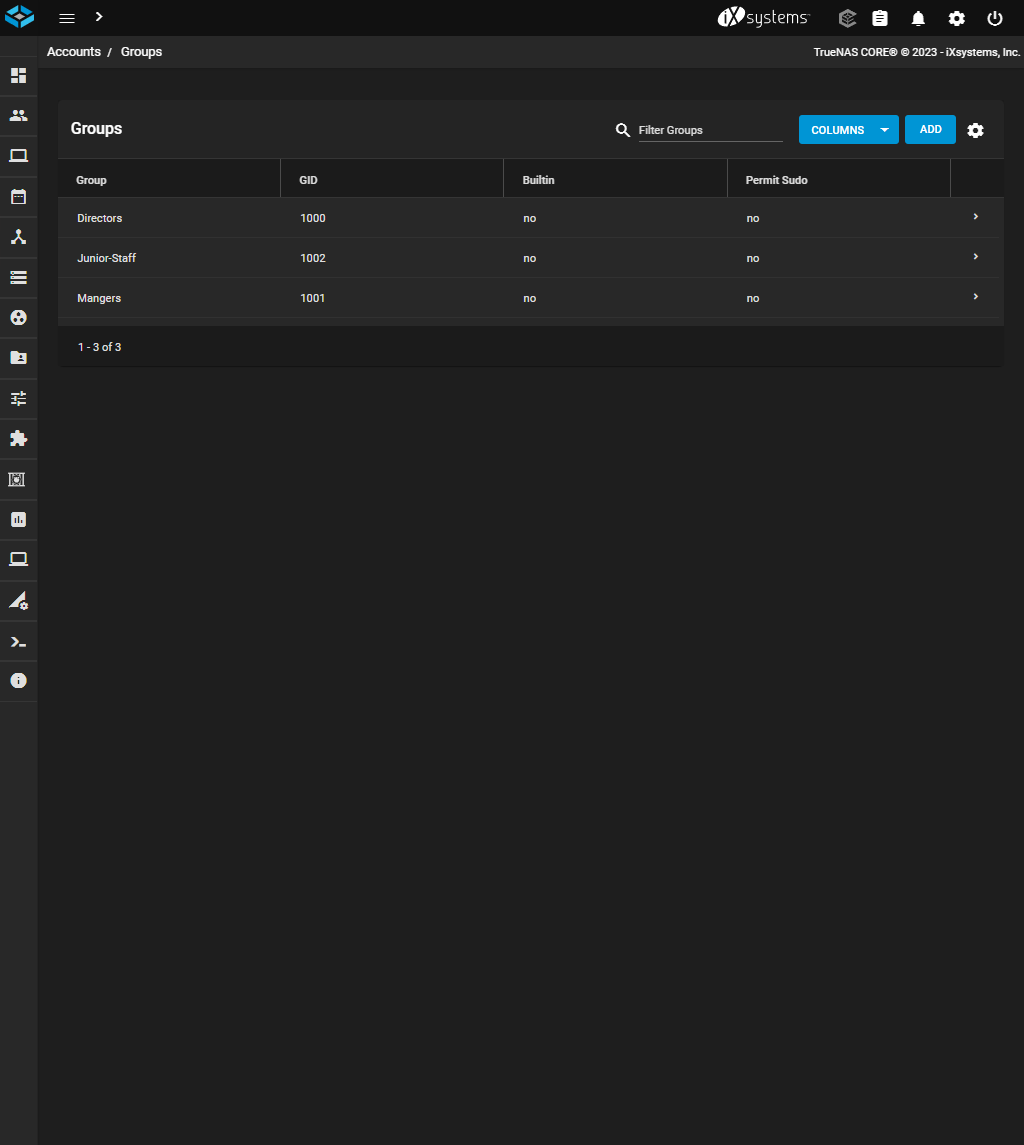 iXsystems
Accounts / Groups
TrueNAS CORE® © 2023 - iXsystems, Inc.
Groups
Filter Groups
COLUMNS
ADD
Group GID Builtin Permit Sudo
Directors 1000 no no
Junior-Staff 1002 no no
Mangers 1001 no no
1 - 3 of 3